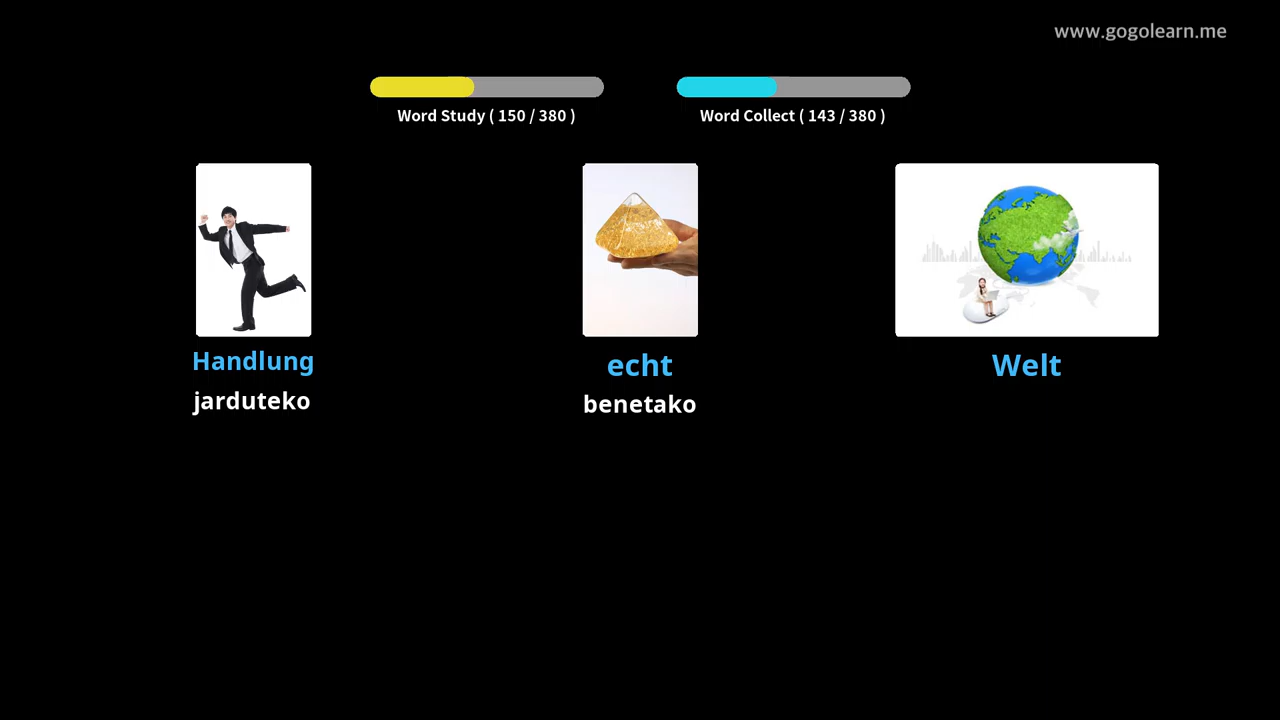 www.gogolearn.me
Word Study ( 150 / 380 )
Word Collect ( 143 / 380 )
Handlung
jarduteko
echt
benetako
Welt